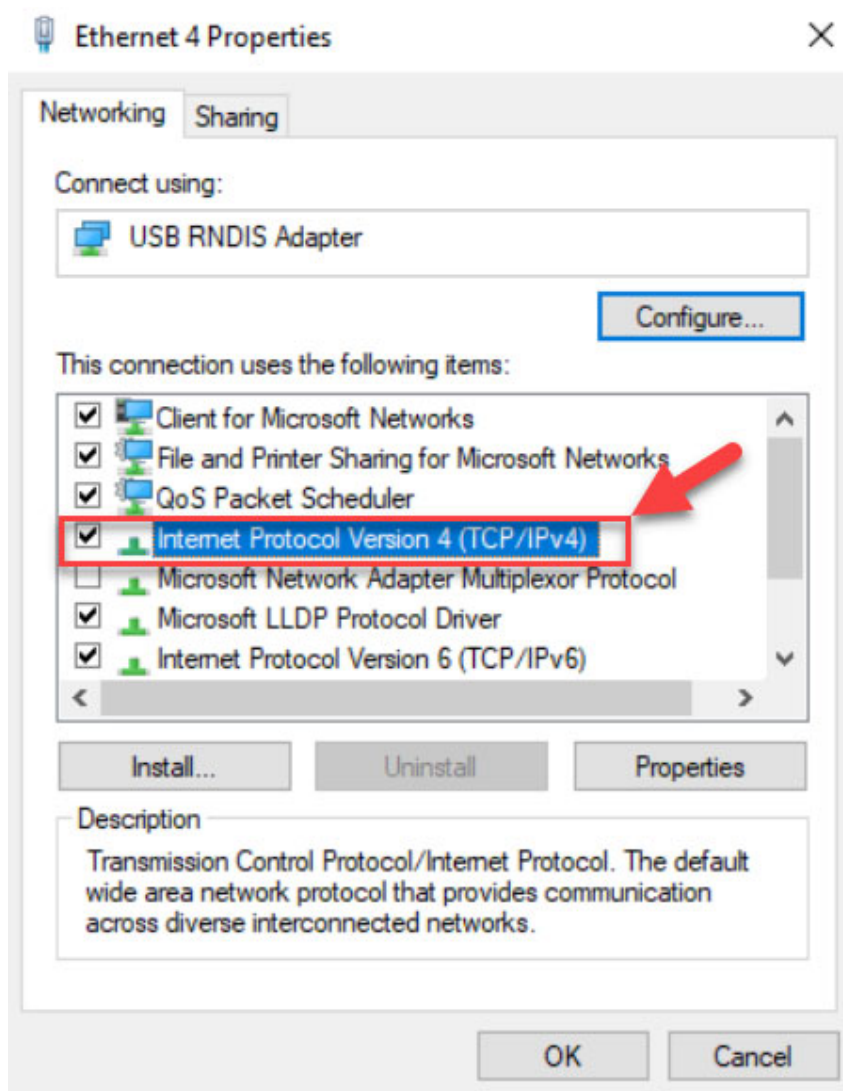 Ethernet 4 Properties
Networking
Sharing
Connect using:
USB RNDIS Adapter
Configure...
This connection uses the following items:
Client for Microsoft Networks
File and Printer Sharing for Microsoft Networks
QoS Packet Scheduler
Internet Protocol Version 4 (TCP/IPv4)
Microsoft Network Adapter Multiplexor Protocol
Microsoft LLDP Protocol Driver
Internet Protocol Version 6 (TCP/IPv6)
Install...
Uninstall
Properties
Description
Transmission Control Protocol/Internet Protocol. The default
wide area network protocol that provides communication
across diverse interconnected networks.
OK
Cancel